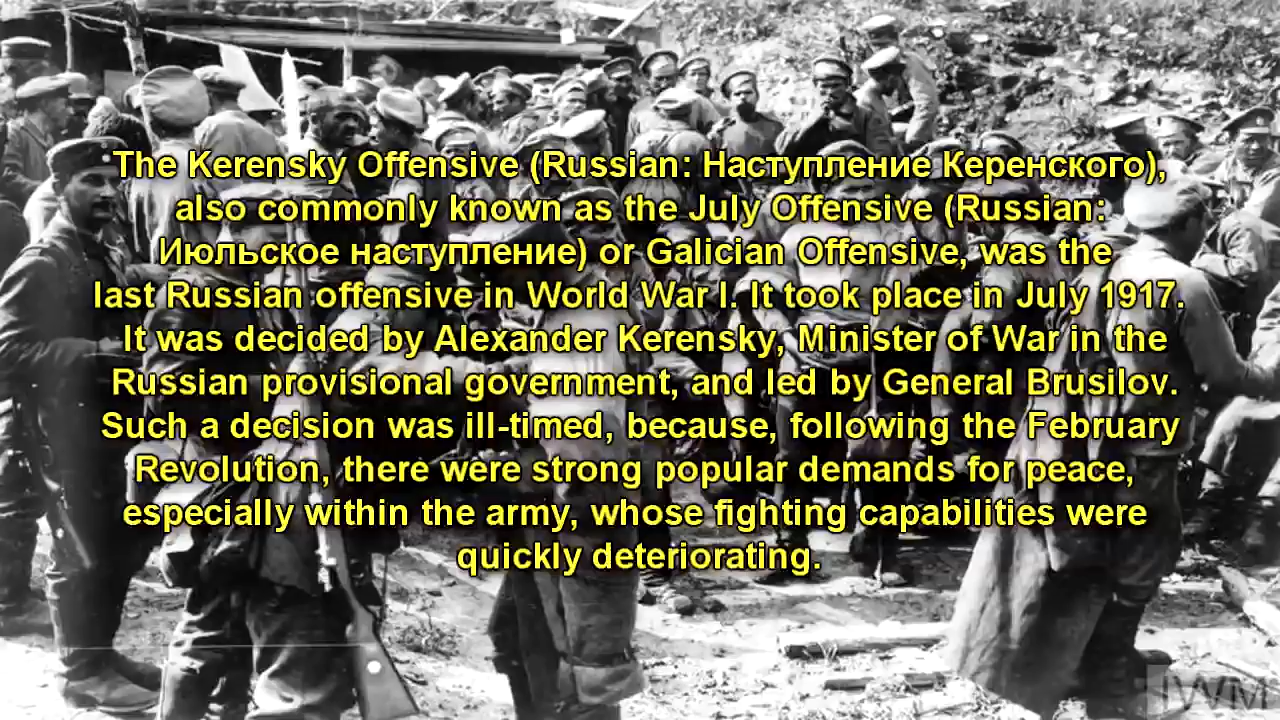 The Kerensky Offensive (Russian: Наступление Керенского),
also commonly known as the July Offensive (Russian:
Июльское наступление) or Galician Offensive, was the
last Russian offensive in World War I. It took place in July 1917.
It was decided by Alexander Kerensky, Minister of War in the
Russian provisional government, and led by General Brusilov.
Such a decision was ill-timed, because, following the February
Revolution, there were strong popular demands for peace,
especially within the army, whose fighting capabilities were
quickly deteriorating.
IWM